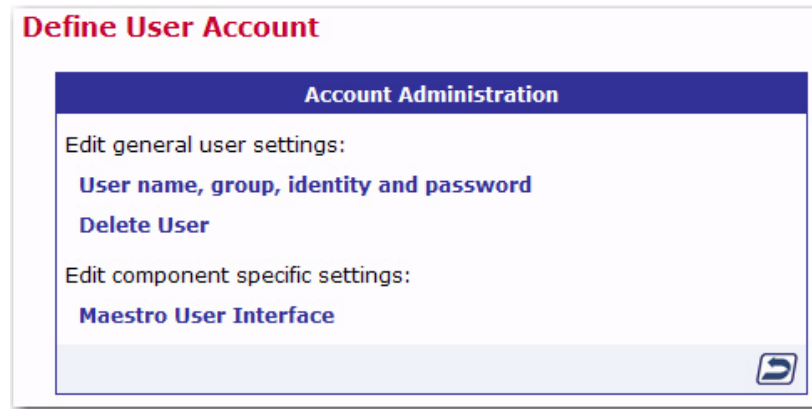 Define User Account
Account Administration
Edit general user settings:
User name, group, identity and password
Delete User
Edit component specific settings:
Maestro User Interface